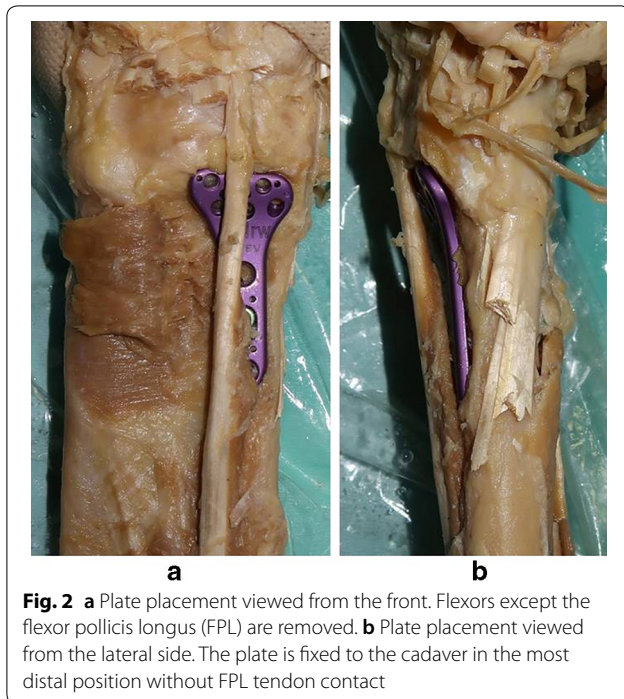 a
b
Fig. 2 a Plate placement viewed from the front. Flexors except the
flexor pollicis longus (FPL) are removed. b Plate placement viewed
from the lateral side. The plate is fixed to the cadaver in the most
distal position without FPL tendon contact